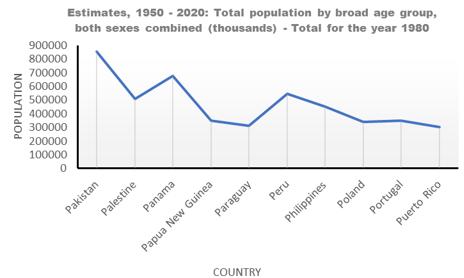 Estimates, 1950 - 2020: Total population by broad age group,
both sexes combined (thousands) - Total for the year 1980
POPULATION
900000
800000
700000
600000
500000
400000
300000
200000
100000
0
Pakistan
Palestine
Panama
Papua New Guinea
Paraguay
Peru
Philippines
Poland
Portugal
Puerto Rico
COUNTRY